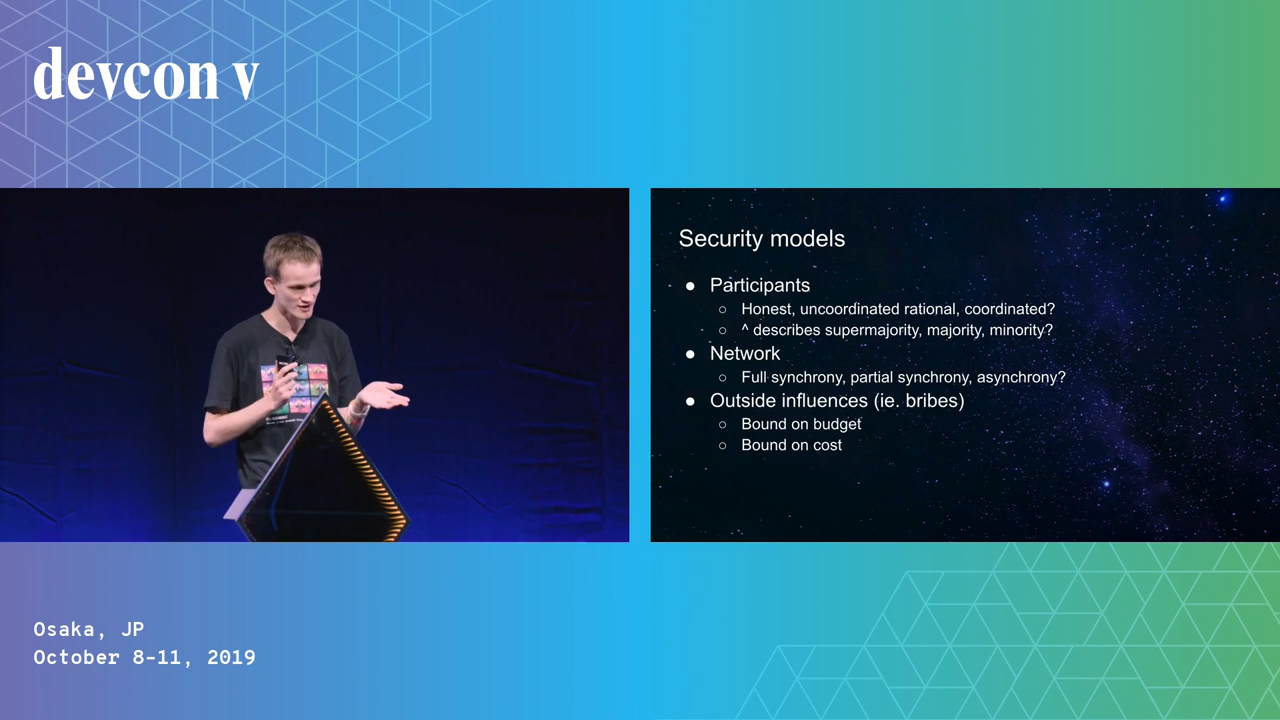 devcon v
Security models
● Participants
○ Honest, uncoordinated rational, coordinated?
○ ^ describes supermajority, majority, minority?
● Network
○ Full synchrony, partial synchrony, asynchrony?
● Outside influences (ie. bribes)
○ Bound on budget
○ Bound on cost
Osaka, JP
October 8-11, 2019